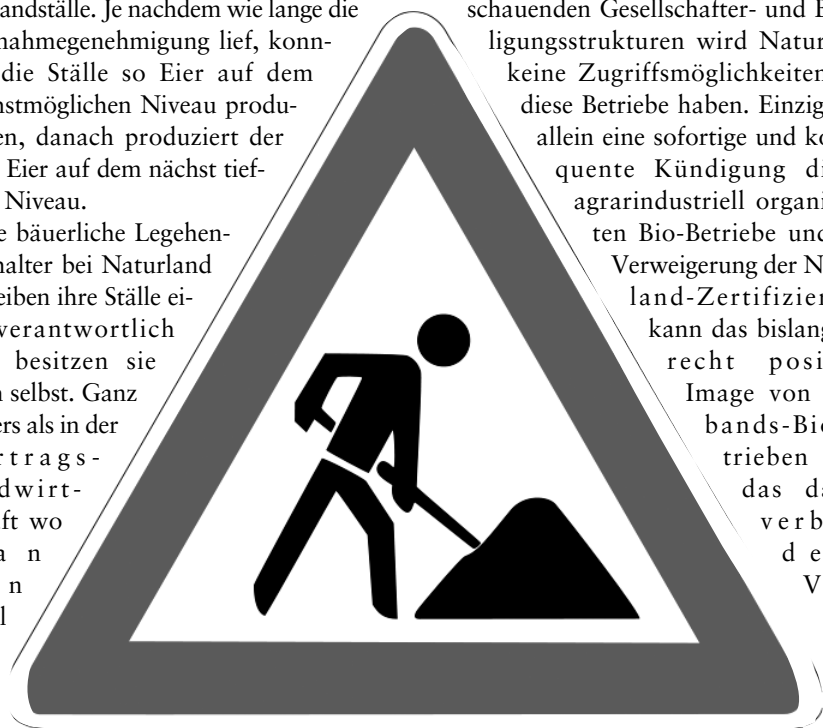 andställe. Je nachdem wie lange die
nahmegenehmigung lief, konn-
die Ställe so Eier auf dem
nstmöglichen Niveau produ-
en, danach produziert der
Eier auf dem nächst tief-
Niveau.
e bäuerliche Legehen-
halter bei Naturland
eiben ihre Ställe ei-
verantwortlich
besitzen sie
n selbst. Ganz
ers als in der
rtrags-
dwirt-
ft wo
a n
n
l
schauenden Gesellschafter- und B
ligungsstrukturen wird Natur
keine Zugriffsmöglichkeiten
diese Betriebe haben. Einzig
allein eine sofortige und ko
quente Kündigung di
agrarindustriell organi
ten Bio-Betriebe und
Verweigerung der N
land-Zertifizier
kann das bislang
recht posi
Image von
bands-Bio
trieben
das da
verb
d e
V